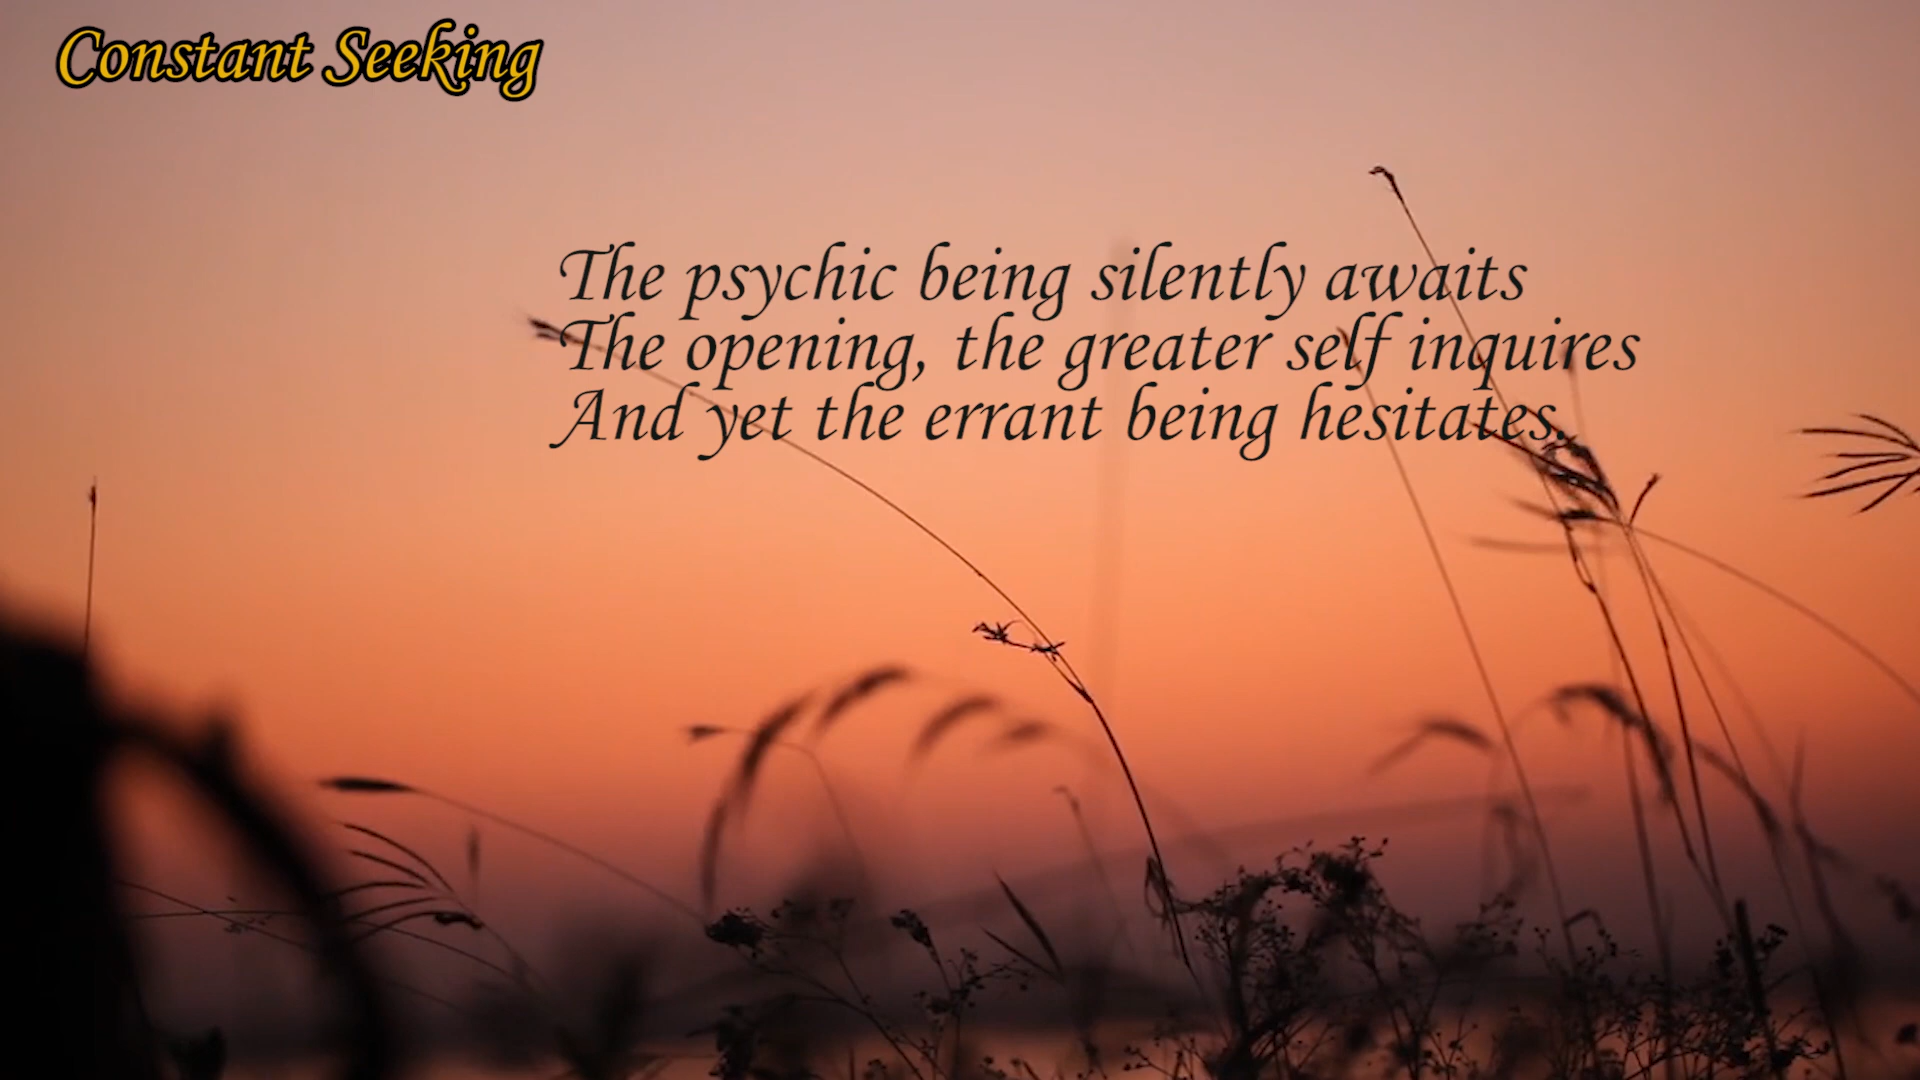 Constant Seeking
The psychic being silently awaits
The opening, the greater self inquires
And yet the errant being hesitates.